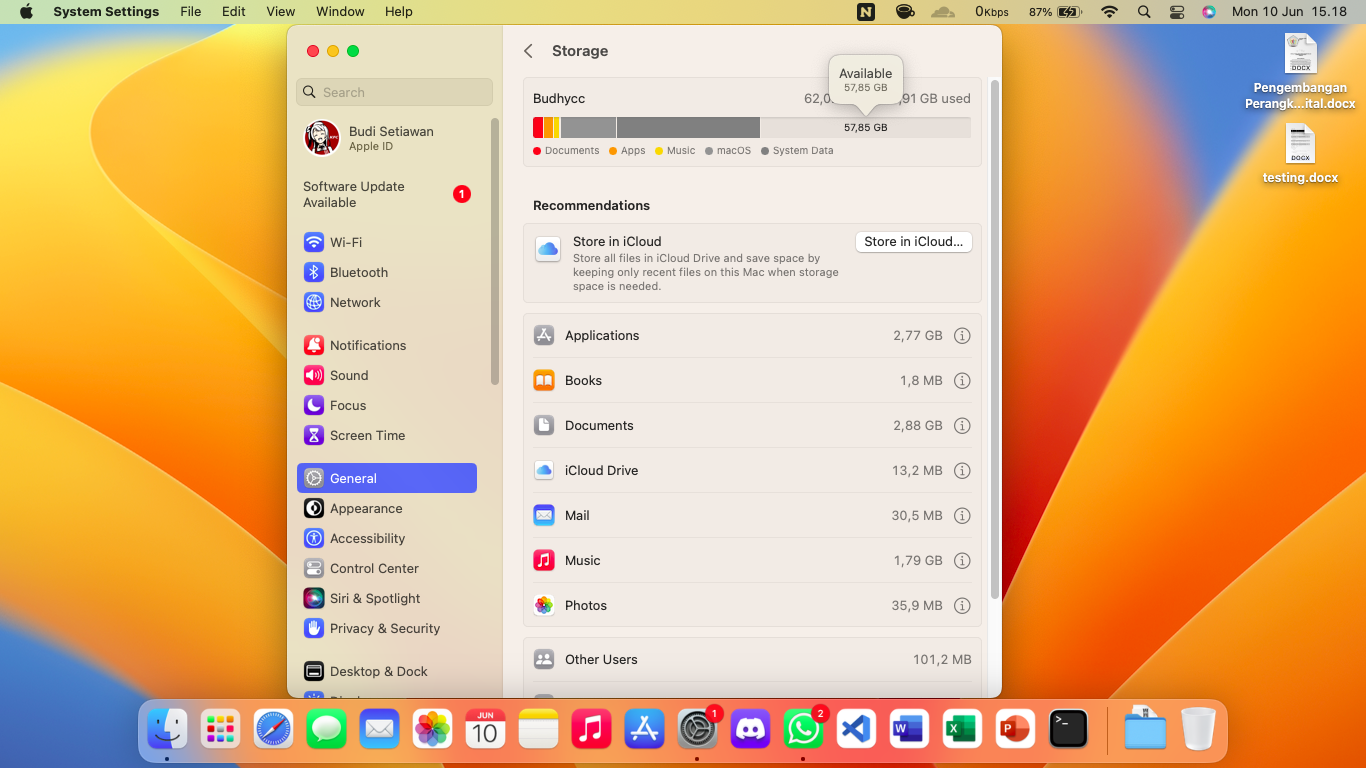 System Settings File Edit View Window Help
0Kbps 87% Mon 10 Jun 15.18
Storage
Search
Budi Setiawan
Apple ID
Software Update
Available
1
Wi-Fi
Bluetooth
Network
Notifications
Sound
Focus
Screen Time
General
Appearance
Accessibility
Control Center
Siri & Spotlight
Privacy & Security
Desktop & Dock
Available
57,85 GB
Budhycc
62,0
91 GB used
57,85 GB
Documents Apps Music macOS System Data
Recommendations
Store in iCloud
Store all files in iCloud Drive and save space by
keeping only recent files on this Mac when storage
space is needed.
Store in iCloud...
Applications 2,77 GB
Books 1,8 MB
Documents 2,88 GB
iCloud Drive 13,2 MB
Mail 30,5 MB
Music 1,79 GB
Photos 35,9 MB
Other Users 101,2 MB
DOCX
Pengembangan
Perangk...ital.docx
DOCX
testing.docx
JUN
10
1
2
W
X
P
>_